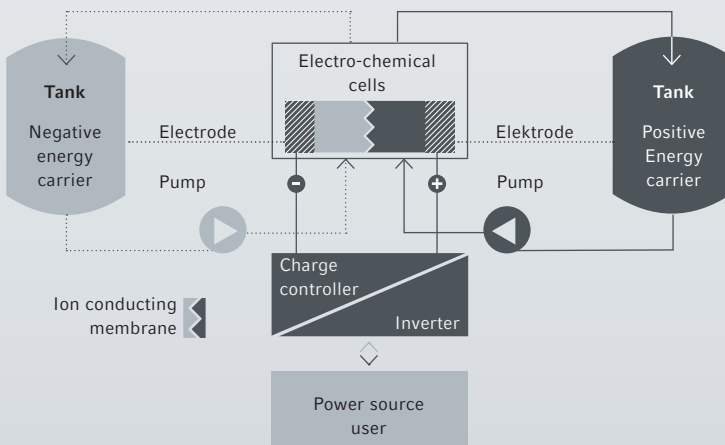 Electro-chemical
cells
Tank
Negative
energy
carrier
Electrode
Elektrode
Tank
Positive
Energy
carrier
Pump
Pump
-
+
Charge
controller
Inverter
Ion conducting
membrane
Power source
user